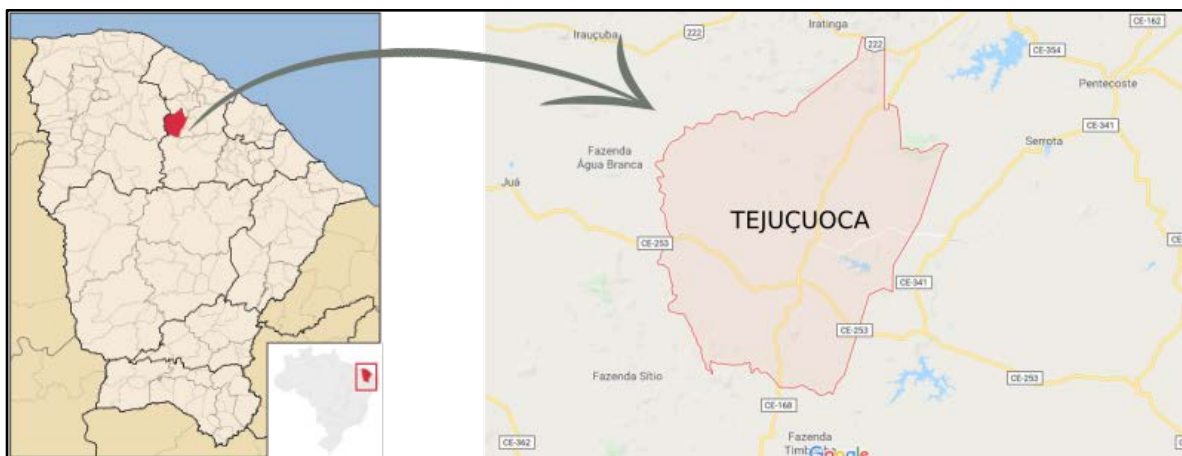 Irauçuba
222
Iratinga
222
CE-162
CE-354
Pentecoste
CE-341
Serrota
Fazenda
Água Branca
Juá
TEJUÇUOCA
CE-253
CE-341
CE-253
Fazenda Sítio
CE-253
CE-168
CE-362
Fazenda
Google